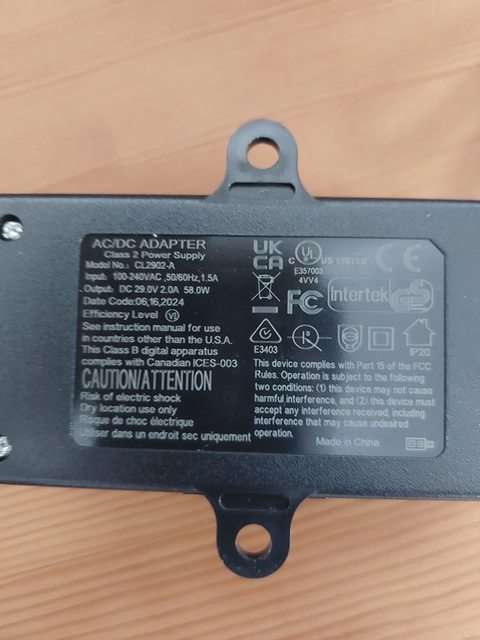 AC/DC ADAPTER
Class 2 Power Supply
Model No.: CL2902-A
Input: 100-240VAC, 50/60Hz,1.5A
Output: DC 29.0V 2.0A 58.0W
Date Code:06,16,2024
Efficiency Level VI
See instruction manual for use
in countries other than the U.S.A.
This Class B digital apparatus
complies with Canadian ICES-003
CAUTION/ATTENTION
Risk of electric shock
Dry location use only
Risque de choc électrique
Utiliser dans un endroit sec uniquement
UK
CA
C UL US LISTED
E357003
4VV4
CE
FC
Intertek
GS
E3403
IP20
This device complies with Part 15 of the FCC
Rules. Operation is subject to the following
two conditions: (1) this device may not cause
harmful interference, and (2) this device must
accept any interference received, including
interference that may cause undesired
operation.
Made in China